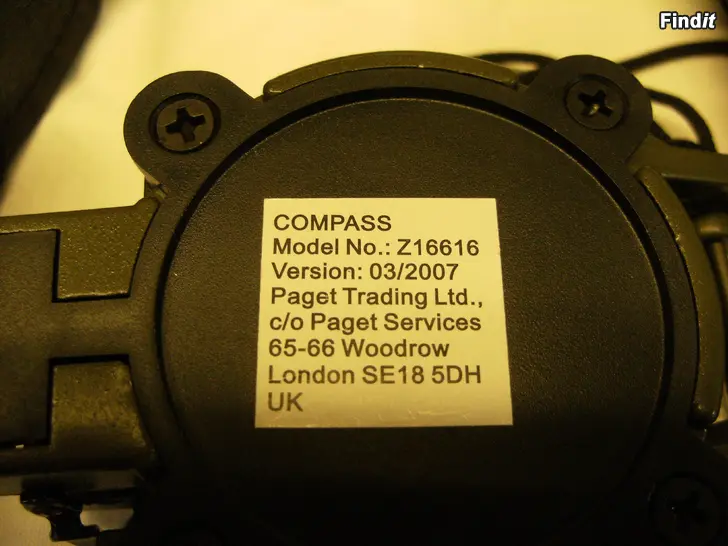 Findit
COMPASS
Model No.: Z16616
Version: 03/2007
Paget Trading Ltd.,
c/o Paget Services
65-66 Woodrow
London SE18 5DH
UK